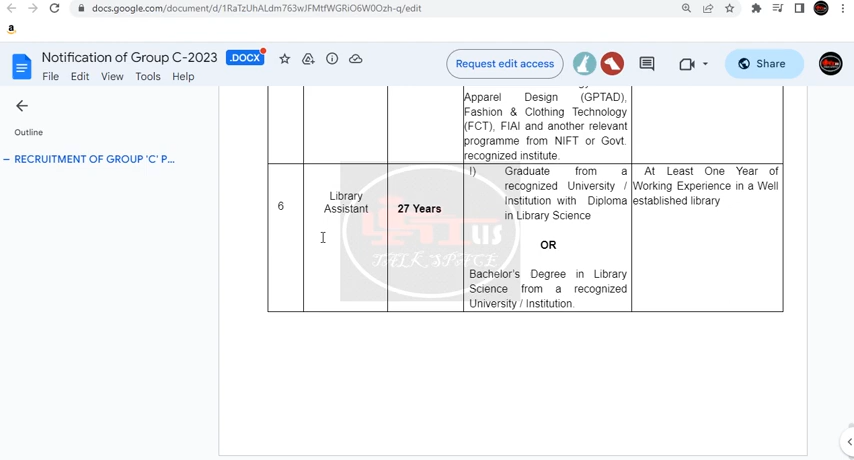 docs.google.com/document/d/1RaTzUhALdm763wJFMtfWGRiO6W0Ozh-q/edit
a
Notification of Group C-2023 .DOCX
Request edit access
Share
File Edit View Tools Help
Outline
RECRUITMENT OF GROUP 'C' P...
Apparel Design (GPTAD),
Fashion & Clothing Technology
(FCT), FIAI and another relevant
programme from NIFT or Govt.
recognized institute.
6
Library
Assistant
27 Years
I) Graduate from a
recognized University /
Institution with Diploma
in Library Science
OR
Bachelor's Degree in Library
Science from a recognized
University / Institution.
At Least One Year of
Working Experience in a Well
established library
LIS
TALK SPACE